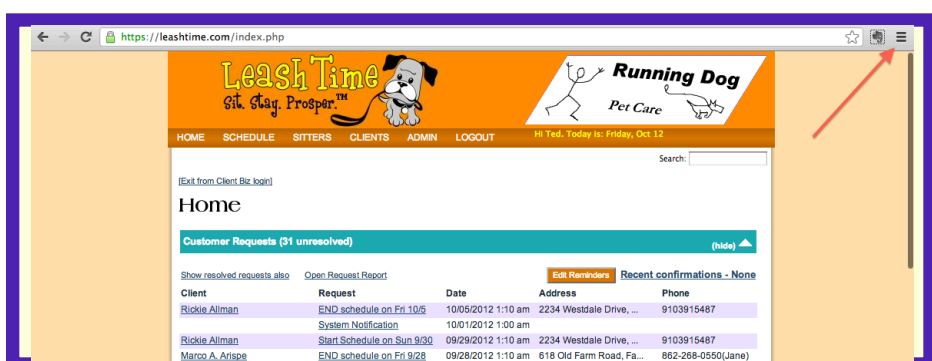 https://leashtime.com/index.php
Leash Time
Sit. Stay. Prosper.™
Running Dog
Pet Care
HOME SCHEDULE SITTERS CLIENTS ADMIN LOGOUT Hi Ted. Today is: Friday, Oct 12
Search:
[Exit from Client Biz login]
Home
Customer Requests (31 unresolved) (hide)
Show resolved requests also Open Request Report Edit Reminders Recent confirmations - None
Client Request Date Address Phone
Rickie Allman END schedule on Fri 10/5 10/05/2012 1:10 am 2234 Westdale Drive, ... 9103915487
System Notification 10/01/2012 1:00 am
Rickie Allman Start Schedule on Sun 9/30 09/29/2012 1:10 am 2234 Westdale Drive, ... 9103915487
Marco A. Arispe END schedule on Fri 9/28 09/28/2012 1:10 am 618 Old Farm Road, Fa... 862-268-0550(Jane)